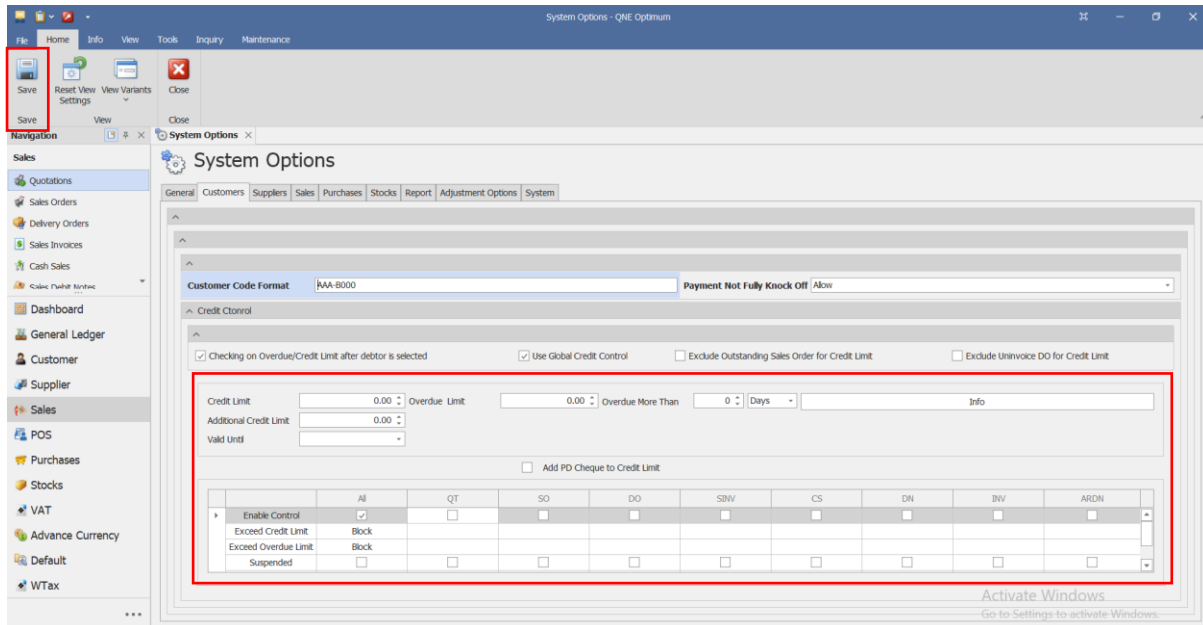 System Options - QNE Optimum
File Home Info View Tools Inquiry Maintenance
Save Reset View Settings View Variants Close
Save View Close
Navigation
System Options
Sales
Quotations
Sales Orders
Delivery Orders
Sales Invoices
Cash Sales
Sales Debit Notes
Dashboard
General Ledger
Customer
Supplier
Sales
POS
Purchases
Stocks
VAT
Advance Currency
Default
WTax
System Options
General Customers Suppliers Sales Purchases Stocks Report Adjustment Options System
Customer Code Format AAA-B000 Payment Not Fully Knock Off Allow
Credit Ctonrol
Checking on Overdue/Credit Limit after debtor is selected Use Global Credit Control Exclude Outstanding Sales Order for Credit Limit Exclude Uninvoice DO for Credit Limit
Credit Limit 0.00 Overdue Limit 0.00 Overdue More Than 0 Days Info
Additional Credit Limit 0.00
Valid Until
Add PD Cheque to Credit Limit
All QT SO DO SINV CS DN INV ARDN
Enable Control
Exceed Credit Limit Block
Exceed Overdue Limit Block
Suspended
Activate Windows
Go to Settings to activate Windows.